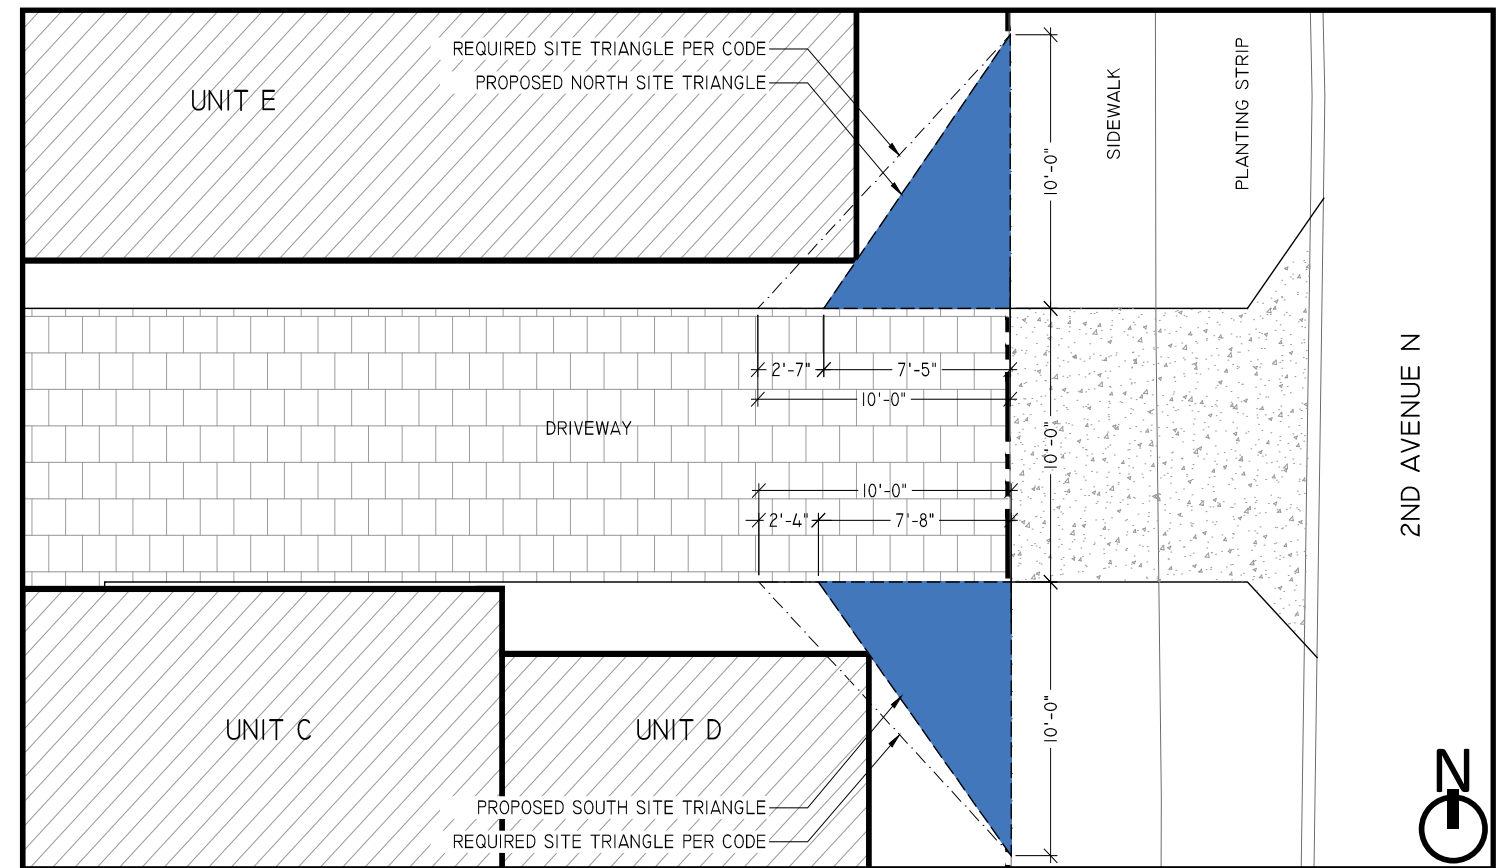 REQUIRED SITE TRIANGLE PER CODE
PROPOSED NORTH SITE TRIANGLE
UNIT E
SIDEWALK
PLANTING STRIP
10'-0"
2'-7"
7'-5"
10'-0"
DRIVEWAY
10'-0"
10'-0"
2'-4"
7'-8"
2ND AVENUE N
UNIT C
UNIT D
10'-0"
PROPOSED SOUTH SITE TRIANGLE
REQUIRED SITE TRIANGLE PER CODE
N